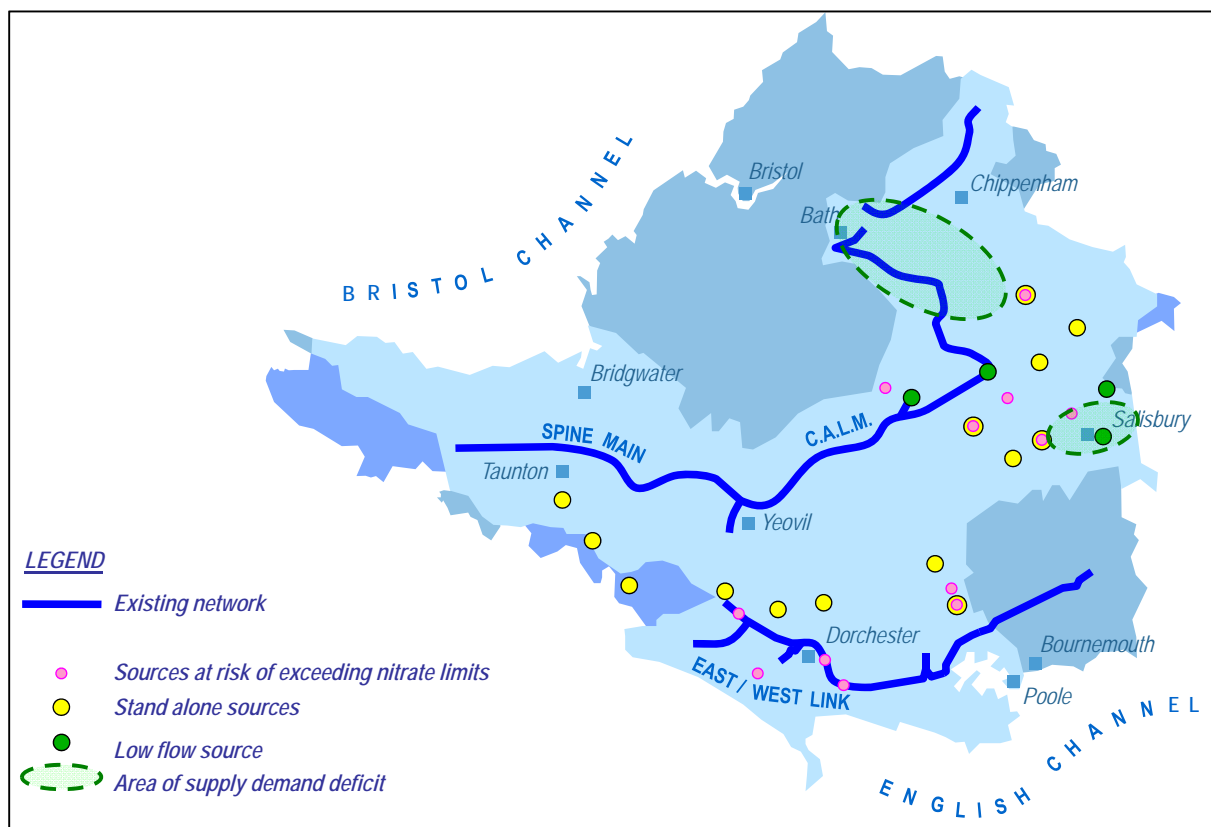 BRISTOL CHANNEL
Bristol
Chippenham
Bath
Bridgwater
Salisbury
SPINE MAIN
C.A.L.M.
Taunton
Yeovil
Dorchester
Bournemouth
EAST / WEST LINK
Poole
ENGLISH CHANNEL
LEGEND
Existing network
Sources at risk of exceeding nitrate limits
Stand alone sources
Low flow source
Area of supply demand deficit